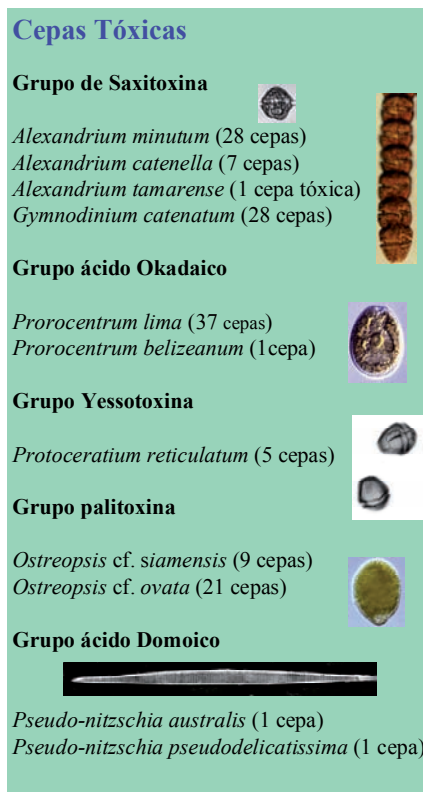 Cepas Tóxicas
Grupo de Saxitoxina
Alexandrium minutum (28 cepas)
Alexandrium catenella (7 cepas)
Alexandrium tamarense (1 cepa tóxica)
Gymnodinium catenatum (28 cepas)
Grupo ácido Okadaico
Prorocentrum lima (37 cepas)
Prorocentrum belizeanum (1cepa)
Grupo Yessotoxina
Protoceratium reticulatum (5 cepas)
Grupo palitoxina
Ostreopsis cf. siamensis (9 cepas)
Ostreopsis cf. ovata (21 cepas)
Grupo ácido Domoico
Pseudo-nitzschia australis (1 cepa)
Pseudo-nitzschia pseudodelicatissima (1 cepa)